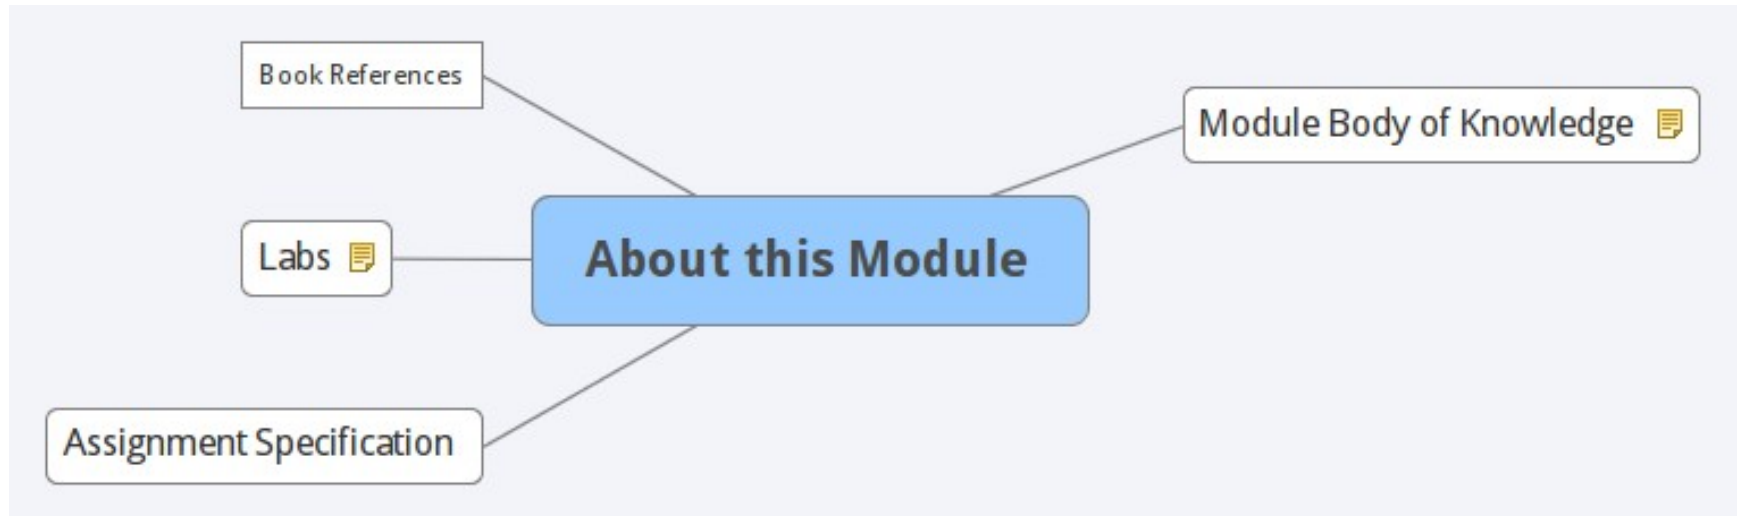 Book References
Module Body of Knowledge
Labs
About this Module
Assignment Specification